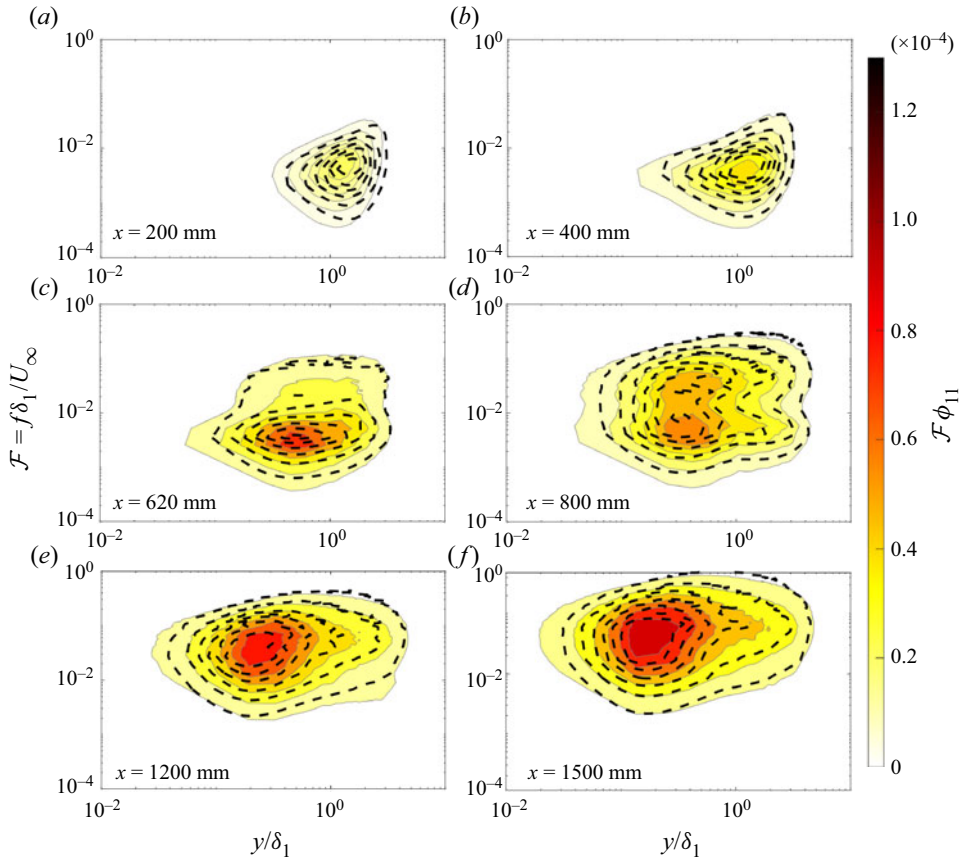 (a) (b) (×10⁻⁴)
10⁰ 10⁰
1.2
10⁻² 10⁻²
1.0
x = 200 mm x = 400 mm
10⁻⁴ 10⁻⁴
10⁻² 10⁰ 10⁻² 10⁰
(c) (d)
10⁰ 10⁰
0.8
ℱ = fδ₁/U∞
ℱϕ₁₁
10⁻² 10⁻²
0.6
x = 620 mm x = 800 mm
10⁻⁴ 10⁻⁴
10⁻² 10⁰ 10⁻² 10⁰
0.4
(e) (f)
10⁰ 10⁰
0.2
10⁻² 10⁻²
x = 1200 mm x = 1500 mm
0
10⁻⁴ 10⁻⁴
10⁻² 10⁰ 10⁻² 10⁰
y/δ₁ y/δ₁